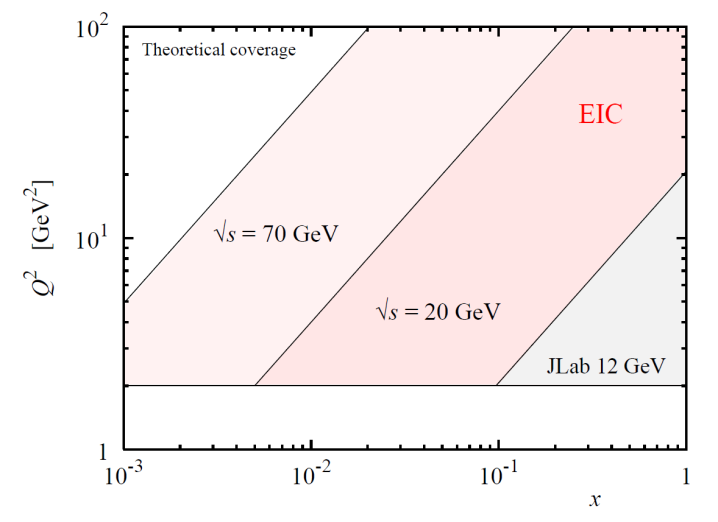 10²
Theoretical coverage
EIC
Q² [GeV²]
10¹
√s = 70 GeV
√s = 20 GeV
JLab 12 GeV
1
10⁻³
10⁻²
10⁻¹
1
x